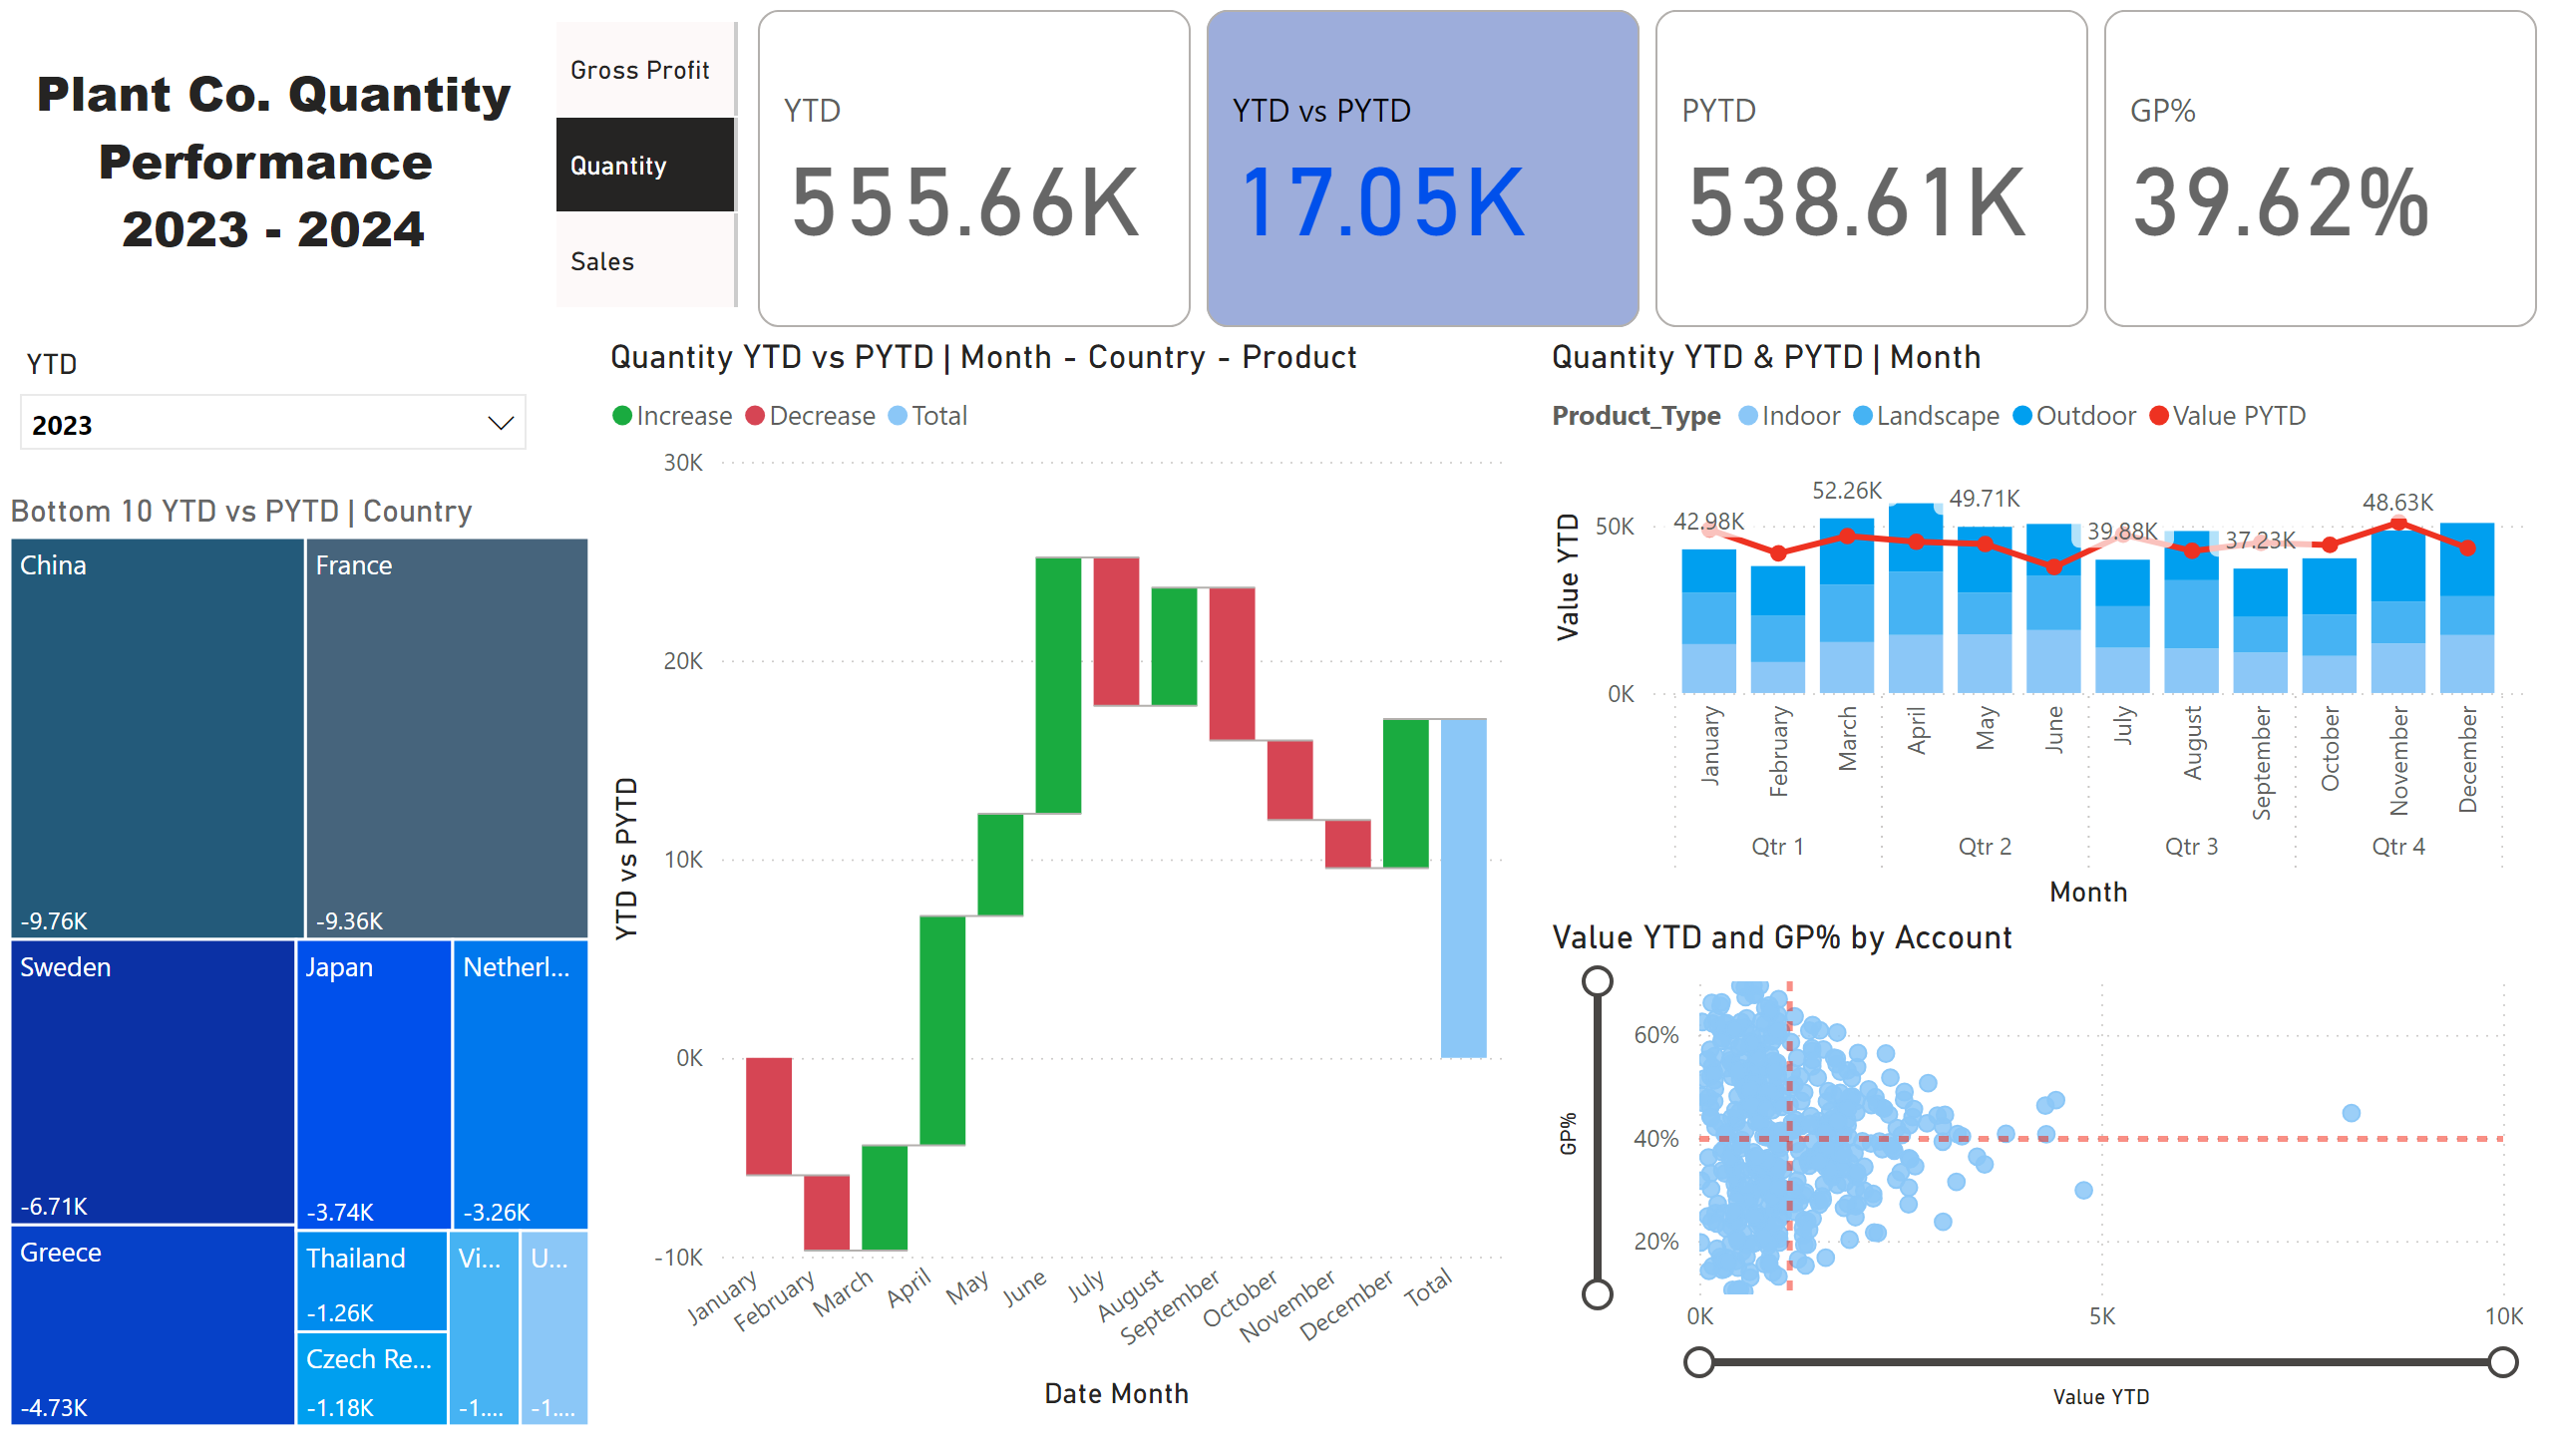 Plant Co. Quantity
Performance
2023 - 2024
Gross Profit
Quantity
Sales
YTD
555.66K
YTD vs PYTD
17.05K
PYTD
538.61K
GP%
39.62%
YTD
2023
Bottom 10 YTD vs PYTD | Country
China
-9.76K
France
-9.36K
Sweden
-6.71K
Japan
-3.74K
Netherl...
-3.26K
Greece
-4.73K
Thailand
-1.26K
Czech Re...
-1.18K
Vi...
-1....
U...
-1....
Quantity YTD vs PYTD | Month - Country - Product
Increase Decrease Total
30K
20K
10K
0K
-10K
YTD vs PYTD
January
February
March
April
May
June
July
August
September
October
November
December
Total
Date Month
Quantity YTD & PYTD | Month
Product_Type Indoor Landscape Outdoor Value PYTD
Value YTD
50K
0K
42.98K
52.26K
49.71K
39.88K
37.23K
48.63K
January
February
March
April
May
June
July
August
September
October
November
December
Qtr 1
Qtr 2
Qtr 3
Qtr 4
Month
Value YTD and GP% by Account
GP%
60%
40%
20%
0K
5K
10K
Value YTD